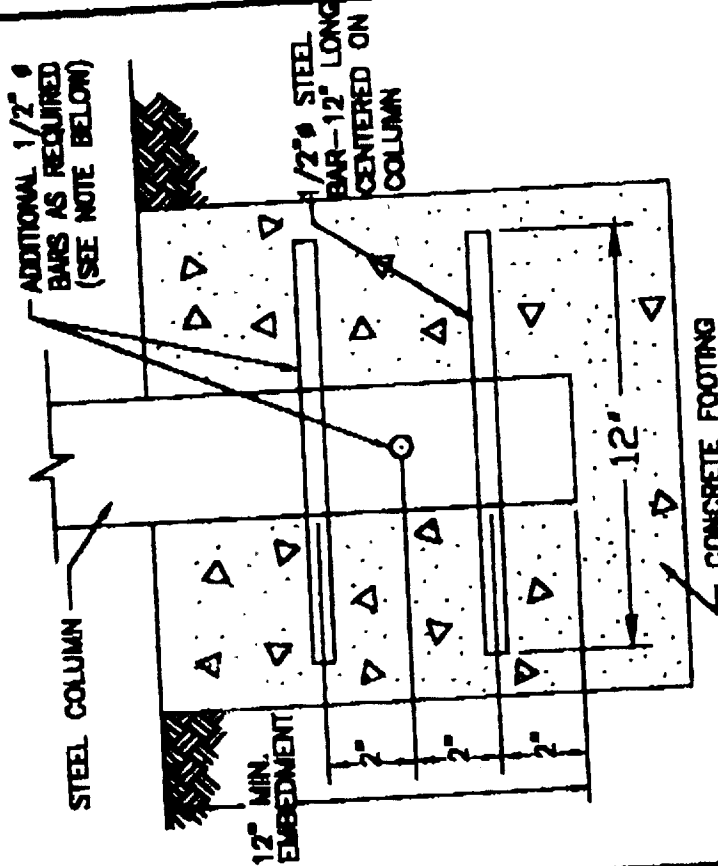 ADDITIONAL 1/2" ø
BARS AS REQUIRED
(SEE NOTE BELOW)
1/2"ø STEEL
BAR-12" LONG
CENTERED ON
COLUMN
STEEL COLUMN
12" MIN.
EMBEDMENT
2"
2"
2"
12"
CONCRETE FOOTING